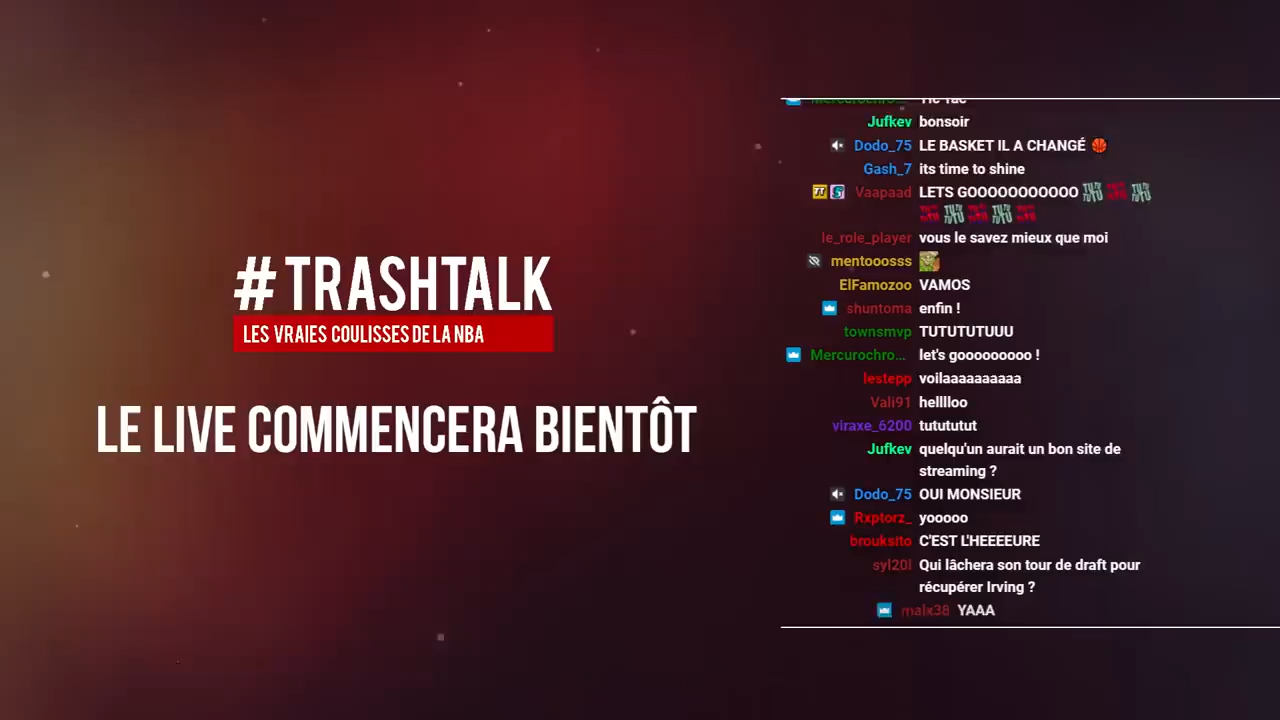 # TRASHTALK
LES VRAIES COULISSES DE LA NBA
LE LIVE COMMENCERA BIENTÔT
Jufkev bonsoir
Dodo_75 LE BASKET IL A CHANGÉ 🏀
Gash_7 its time to shine
Vaapaad LETS GOOOOOOOOOOO
le_role_player vous le savez mieux que moi
mentooosss
ElFamozoo VAMOS
shuntoma enfin !
townsmvp TUTUTUTUUU
Mercurochro... let's gooooooooo !
lestepp voilaaaaaaaaaa
Vali91 helllloo
viraxe_6200 tutututut
Jufkev quelqu'un aurait un bon site de
streaming ?
Dodo_75 OUI MONSIEUR
Rxptorz_ yooooo
brouksito C'EST L'HEEEEURE
syl20l Qui lâchera son tour de draft pour
récupérer Irving ?
malx38 YAAA